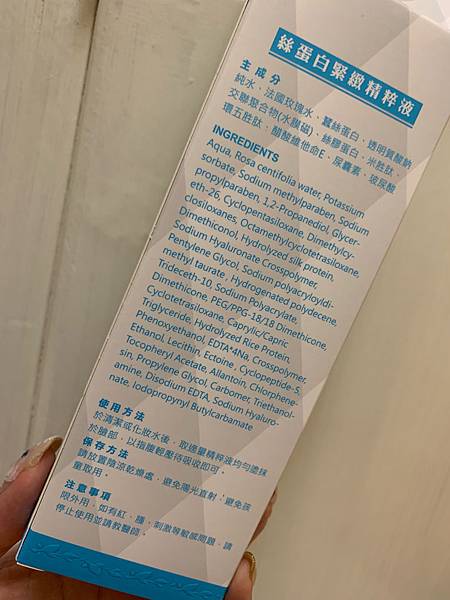 絲蛋白緊緻精粹液
主成分
純水、法國玫瑰水、蠶絲蛋白、透明質酸鈉
交聯聚合物(水膜磁)、絲膠蛋白、米胜肽、
環五胜肽、醋酸維他命E、尿囊素、玻尿酸
INGREDIENTS
Aqua, Rosa centifolia water, Potassium
sorbate, Sodium methylparaben, Sodium
propylparaben, 1,2-Propanediol, Glycer-
eth-26, Cyclopentasiloxane, Dimethylcy-
closiloxanes, Octamethylcyclotetrasiloxane,
Dimethiconol, Hydrolyzed silk protein,
Sodium Hyaluronate Crosspolymer,
Pentylene Glycol, Sodium polyacryloyldi-
methyl taurate , Hydrogenated polydecene,
Trideceth-10, Sodium Polyacrylate,
Dimethicone, PEG/PPG-18/18 Dimethicone,
Cyclotetrasiloxane, Caprylic/Capric
Triglyceride, Hydrolyzed Rice Protein,
Phenoxyethanol, EDTA*4Na, Crosspolymer,
Ethanol, Lecithin, Ectoine , Cyclopeptide-5,
Tocopheryl Acetate, Allantoin, Chlorphene-
sin, Propylene Glycol, Carbomer, Triethanol-
amine, Disodium EDTA, Sodium Hyaluro-
nate, Iodopropynyl Butylcarbamate
使用方法
於清潔或化妝水後，取適量精粹液均勻塗抹
於臉部，以指腹輕壓待吸收即可。
保存方法
請放置陰涼乾燥處，避免陽光直射；避免孩
童取用。
注意事項
限外用，如有紅、腫、刺激等敏感問題，請
停止使用並請教醫師。